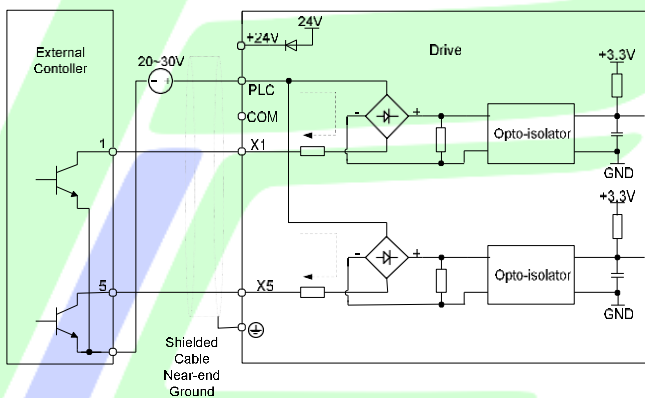 External
Contoller
20~30V
- +
24V
+24V
Drive
PLC
COM
1
X1
- +
Opto-isolator
+3.3V
GND
+3.3V
5
X5
- +
Opto-isolator
GND
Shielded
Cable
Near-end
Ground